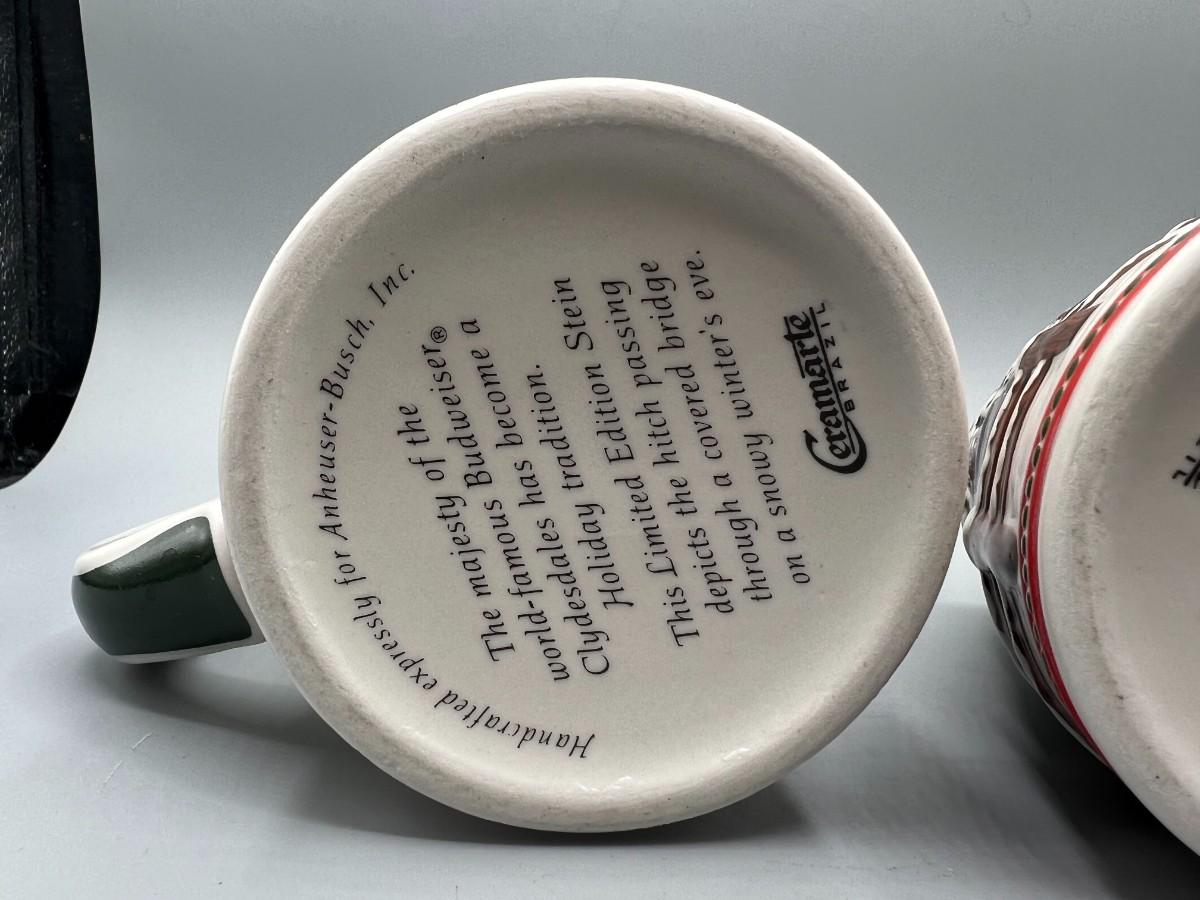 Handcrafted expressly for Anheuser-Busch, Inc.
The majesty of the
world-famous Budweiser®
Clydesdales has become a
Holiday tradition.
This Limited Edition Stein
depicts the hitch passing
through a covered bridge
on a snowy winter's eve.
Ceramarte
BRAZIL